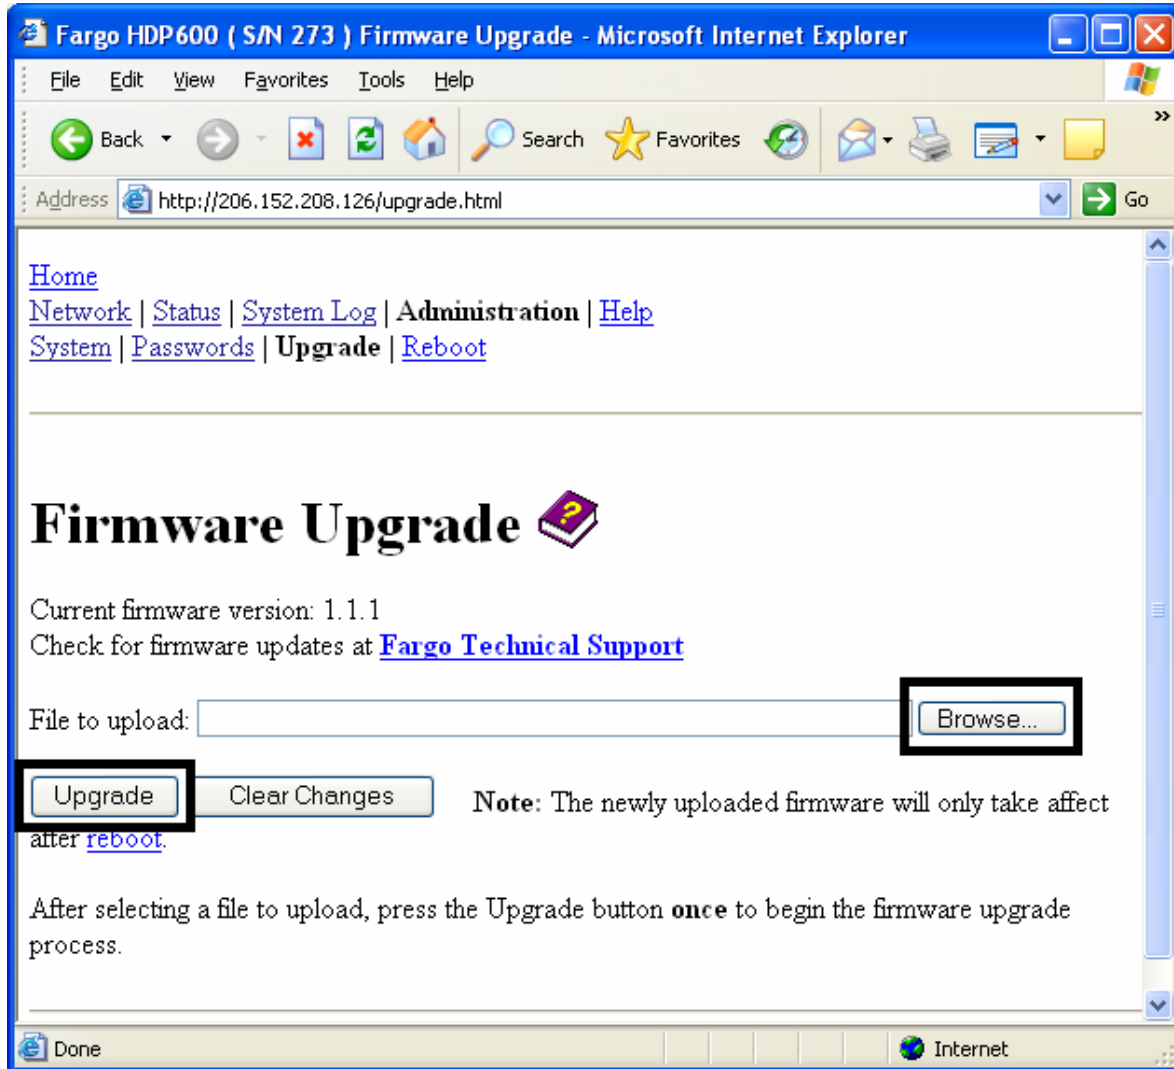 Fargo HDP600 ( S/N 273 ) Firmware Upgrade - Microsoft Internet Explorer
File Edit View Favorites Tools Help
Back Search Favorites »
Address http://206.152.208.126/upgrade.html Go
Home
Network | Status | System Log | Administration | Help
System | Passwords | Upgrade | Reboot
Firmware Upgrade ?
Current firmware version: 1.1.1
Check for firmware updates at Fargo Technical Support
File to upload: Browse...
Upgrade Clear Changes Note: The newly uploaded firmware will only take affect
after reboot.
After selecting a file to upload, press the Upgrade button once to begin the firmware upgrade
process.
Done Internet